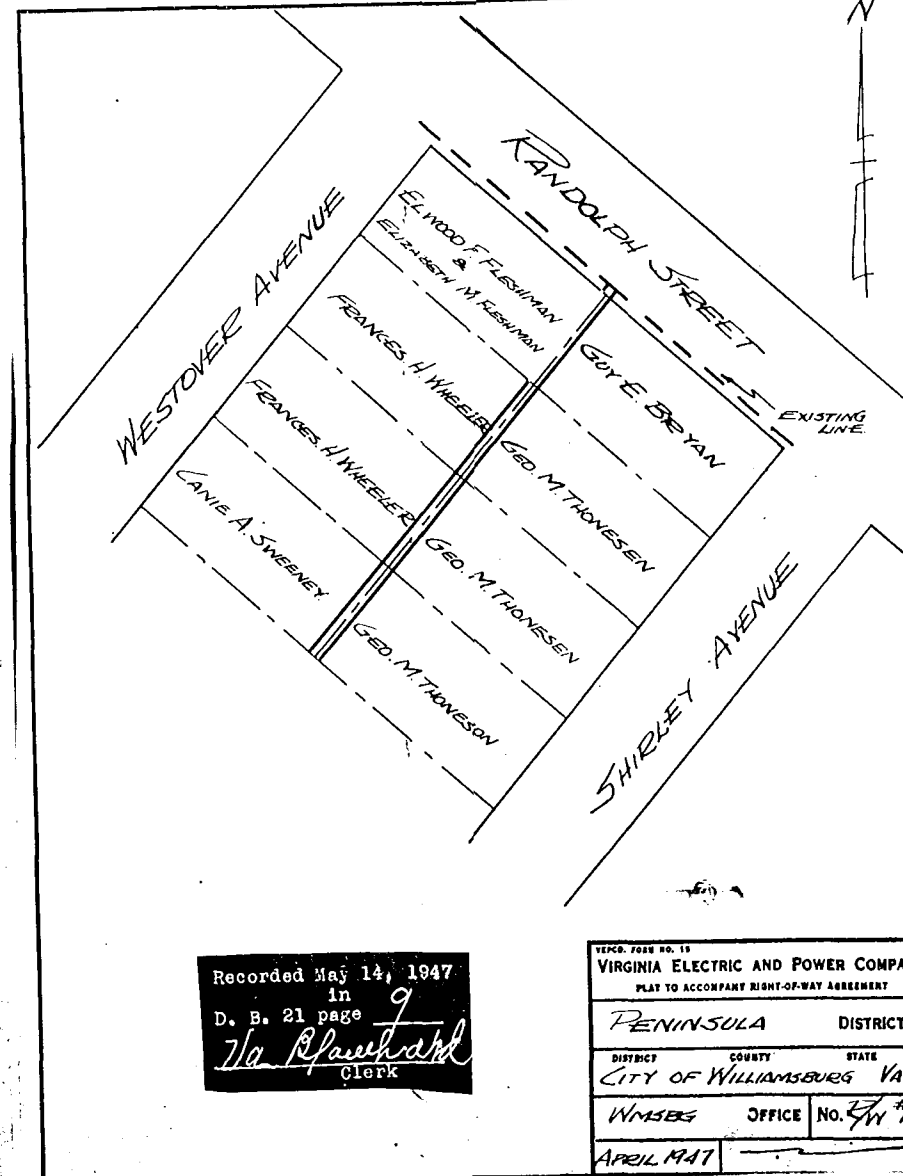 N
RANDOLPH STREET
WESTOVER AVENUE
ELWOOD F. FLESHMAN
&
ELIZABETH M. FLESHMAN
FRANCES. H. WHEELER
FRANCES. H. WHEELER
LANIE A. SWEENEY.
GUY E. BRYAN
GEO. M. THONESEN
GEO. M. THONESEN
GEO. M. THONESON
EXISTING
LINE.
SHIRLEY AVENUE
Recorded May 14, 1947
in
D. B. 21 page 9
Clerk
VEPCO. FORM NO. 15
VIRGINIA ELECTRIC AND POWER COMPA
PLAT TO ACCOMPANY RIGHT-OF-WAY AGREEMENT
PENINSULA DISTRICT
DISTRICT COUNTY STATE
CITY OF WILLIAMSBURG VA
WMSBG OFFICE NO.
APRIL 1947